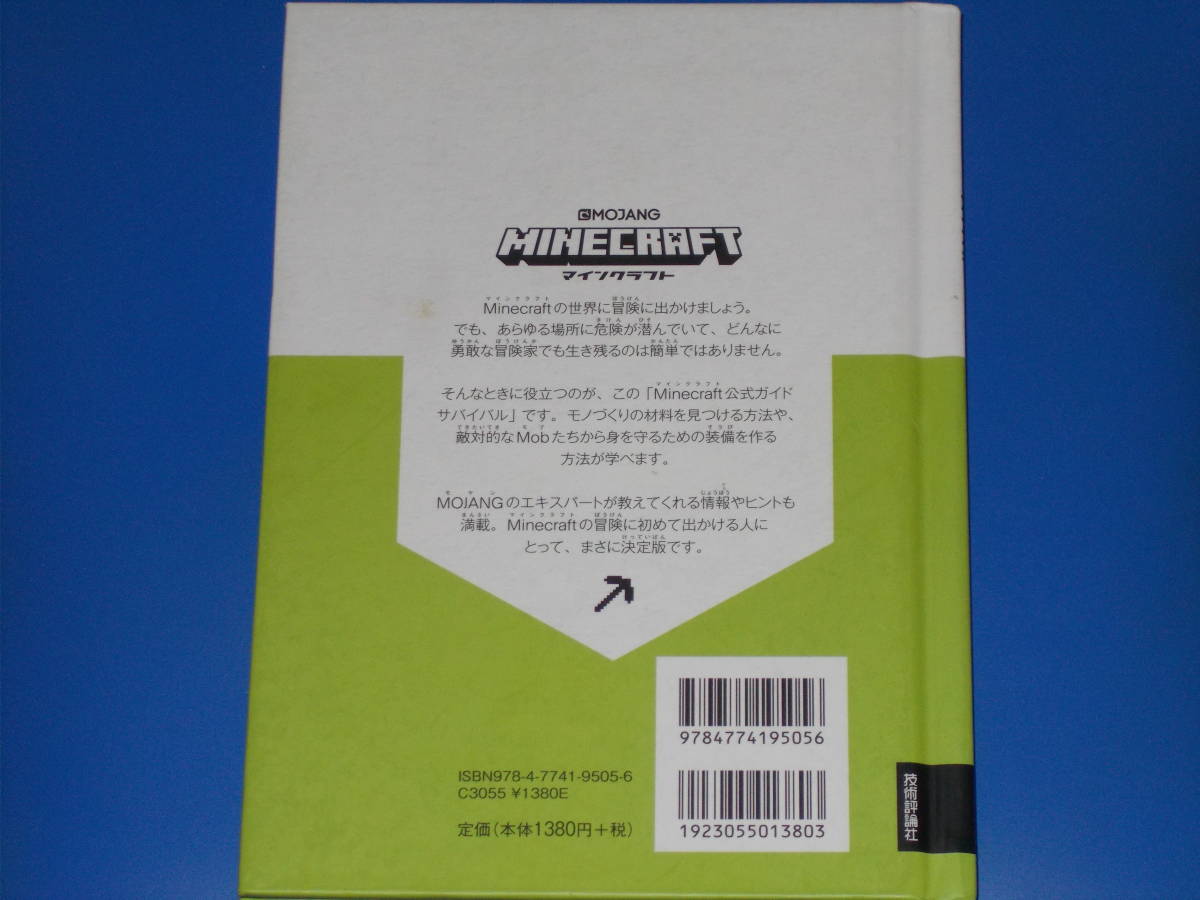 MOJANG
MINECRAFT
マインクラフト
Minecraftの世界に冒険に出かけましょう。
でも、あらゆる場所に危険が潜んでいて、どんなに
勇敢な冒険家でも生き残るのは簡単ではありません。
そんなときに役立つのが、この「Minecraft公式ガイド
サバイバル」です。モノづくりの材料を見つける方法や、
敵対的なMobたちから身を守るための装備を作る
方法が学べます。
MOJANGのエキスパートが教えてくれる情報やヒントも
満載。Minecraftの冒険に初めて出かける人に
とって、まさに決定版です。
9784774195056
ISBN978-4-7741-9505-6
C3055 ¥1380E
定価（本体1380円+税）
1923055013803
技術評論社